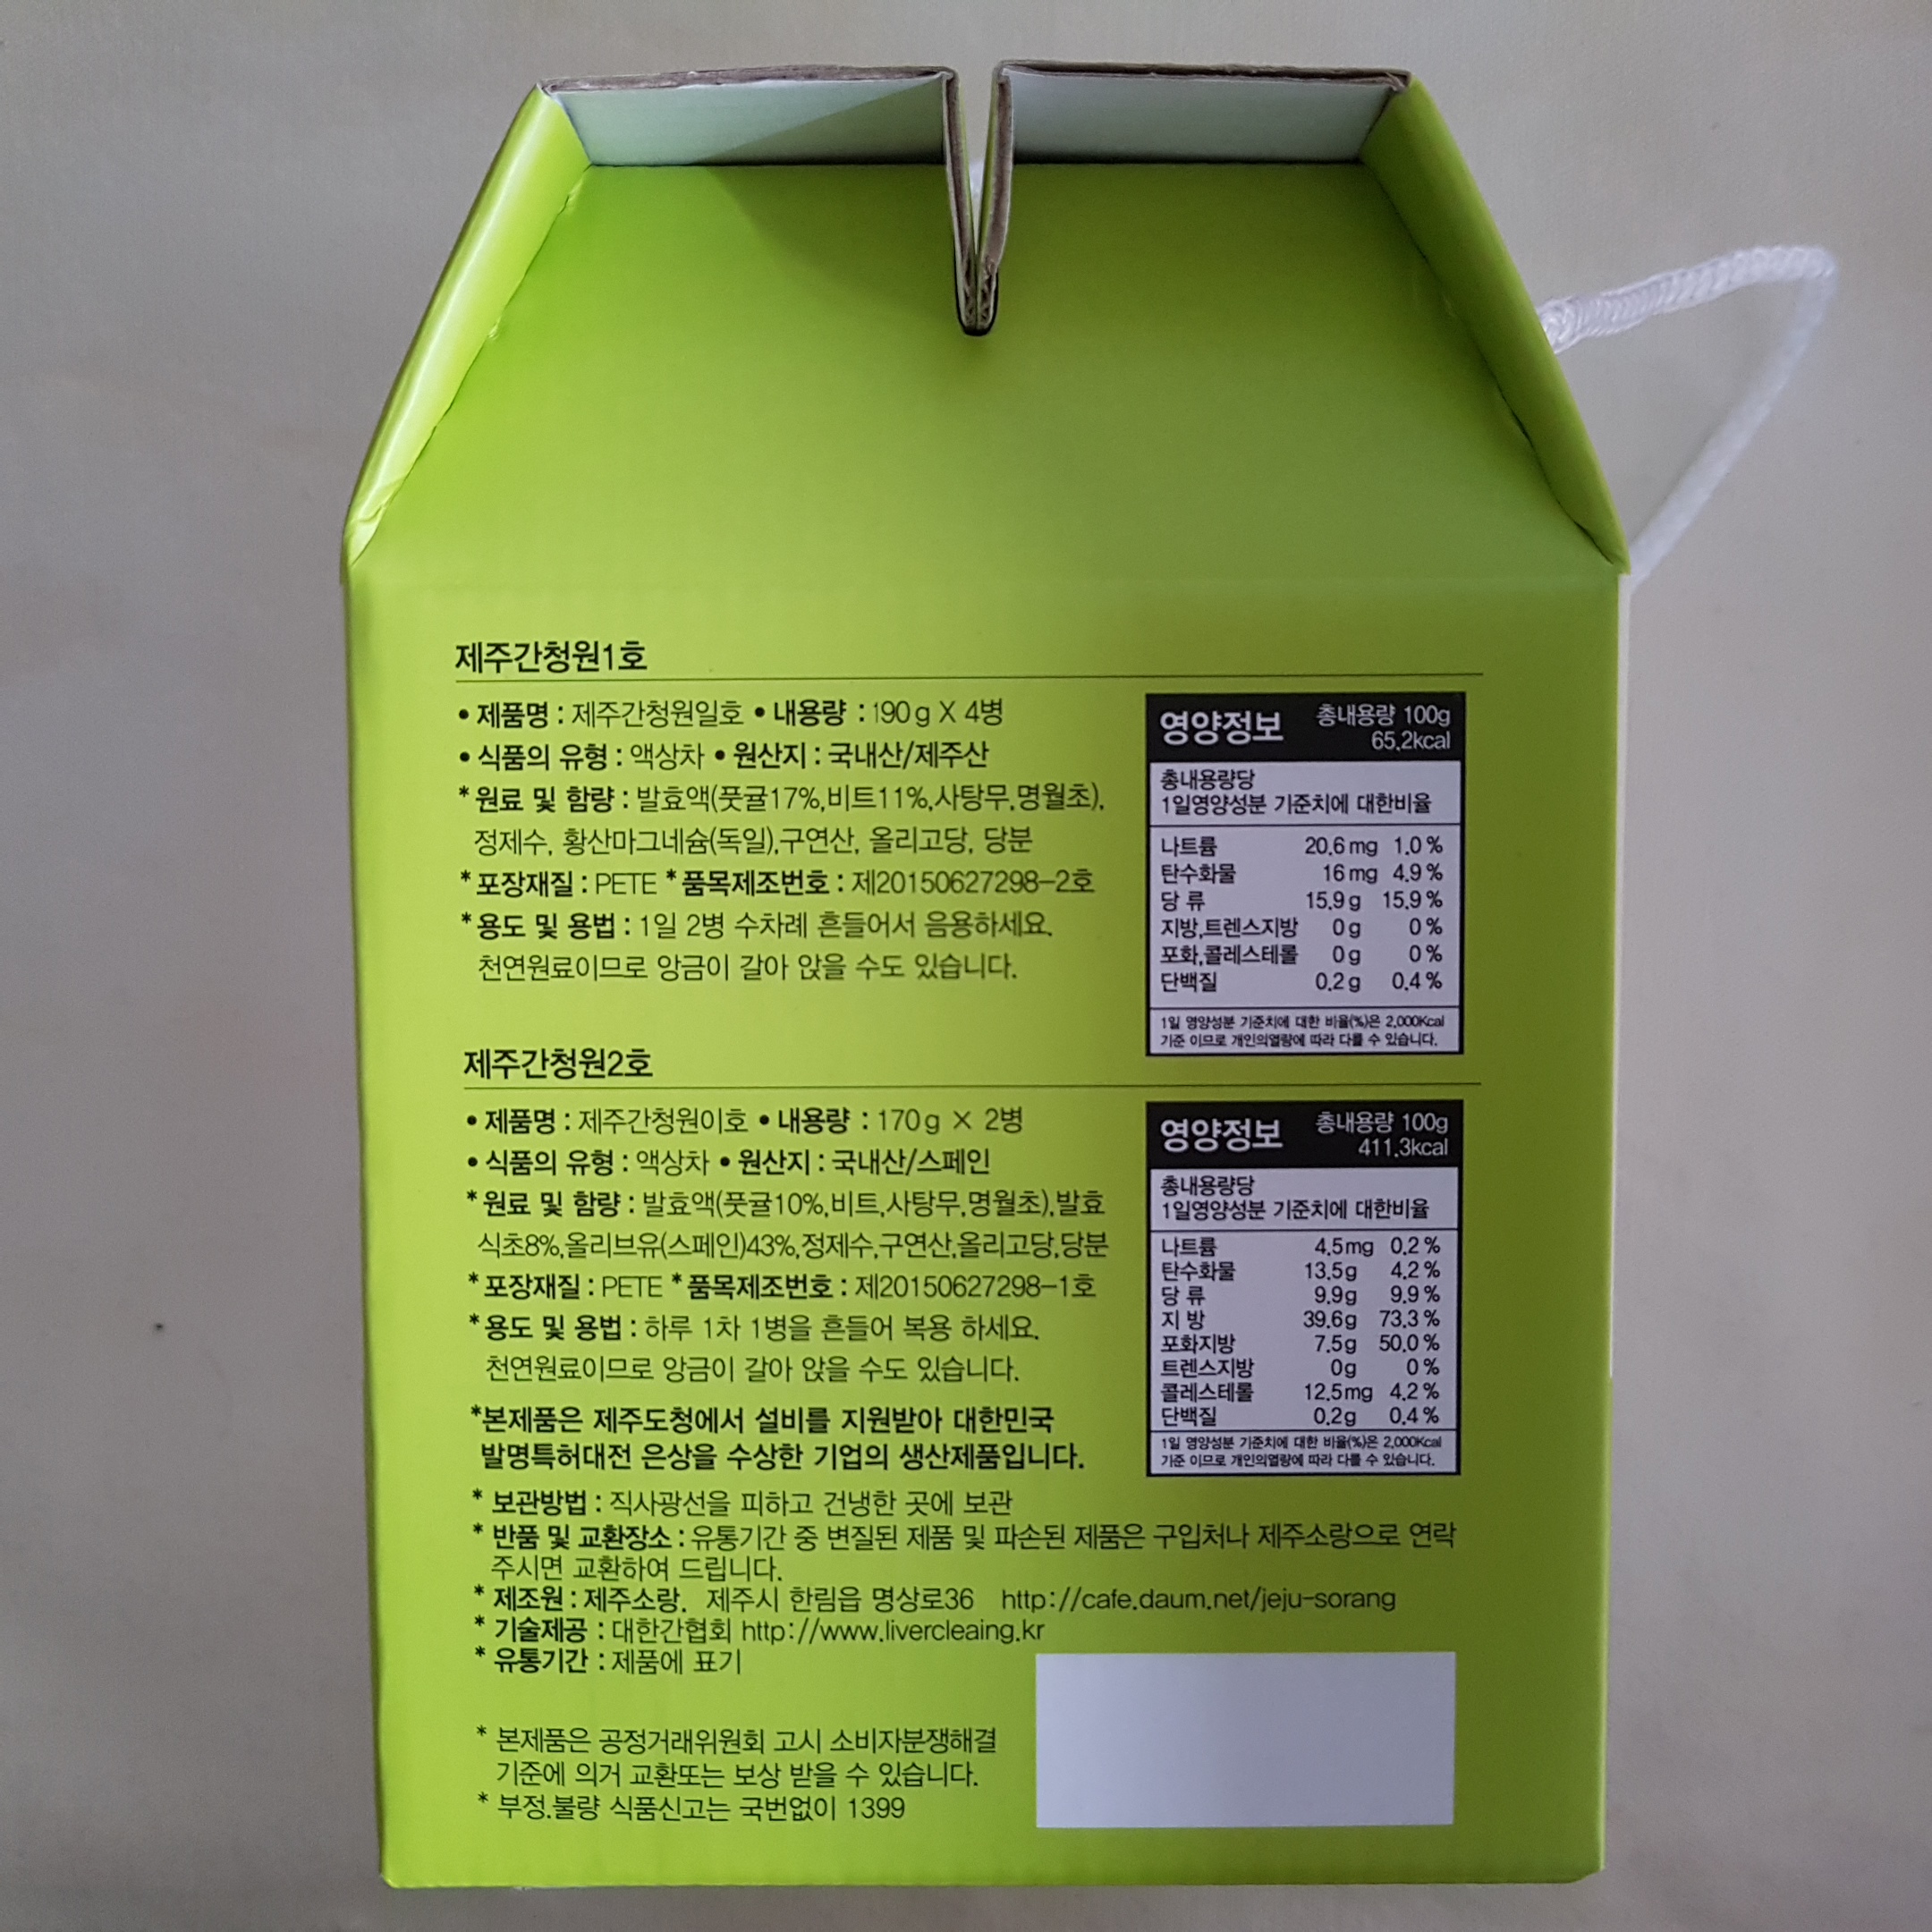 제주간청원1호
• 제품명 : 제주간청원일호 • 내용량 : 190g X 4병
• 식품의 유형 : 액상차 • 원산지 : 국내산/제주산
* 원료 및 함량 : 발효액(풋귤17%,비트11%,사탕무,명월초),
정제수, 황산마그네슘(독일),구연산, 올리고당, 당분
* 포장재질 : PETE * 품목제조번호 : 제20150627298-2호
* 용도 및 용법 : 1일 2병 수차례 흔들어서 음용하세요.
천연원료이므로 앙금이 갈아 앉을 수도 있습니다.
영양정보 총내용량 100g
65.2kcal
총내용량당
1일영양성분 기준치에 대한비율
나트륨 20.6mg 1.0%
탄수화물 16mg 4.9%
당 류 15.9g 15.9%
지방,트렌스지방 0g 0%
포화,콜레스테롤 0g 0%
단백질 0.2g 0.4%
1일 영양성분 기준치에 대한 비율(%)은 2,000Kcal
기준 이므로 개인의열량에 따라 다를 수 있습니다.
제주간청원2호
• 제품명 : 제주간청원이호 • 내용량 : 170g × 2병
• 식품의 유형 : 액상차 • 원산지 : 국내산/스페인
* 원료 및 함량 : 발효액(풋귤10%,비트,사탕무,명월초),발효
식초8%,올리브유(스페인)43%,정제수,구연산,올리고당,당분
* 포장재질 : PETE * 품목제조번호 : 제20150627298-1호
* 용도 및 용법 : 하루 1차 1병을 흔들어 복용 하세요.
천연원료이므로 앙금이 갈아 앉을 수도 있습니다.
*본제품은 제주도청에서 설비를 지원받아 대한민국
발명특허대전 은상을 수상한 기업의 생산제품입니다.
영양정보 총내용량 100g
411.3kcal
총내용량당
1일영양성분 기준치에 대한비율
나트륨 4.5mg 0.2%
탄수화물 13.5g 4.2%
당 류 9.9g 9.9%
지 방 39.6g 73.3%
포화지방 7.5g 50.0%
트렌스지방 0g 0%
콜레스테롤 12.5mg 4.2%
단백질 0.2g 0.4%
1일 영양성분 기준치에 대한 비율(%)은 2,000Kcal
기준 이므로 개인의열량에 따라 다를 수 있습니다.
* 보관방법 : 직사광선을 피하고 건냉한 곳에 보관
* 반품 및 교환장소 : 유통기간 중 변질된 제품 및 파손된 제품은 구입처나 제주소랑으로 연락
주시면 교환하여 드립니다.
* 제조원 : 제주소랑. 제주시 한림읍 명상로36 http://cafe.daum.net/jeju-sorang
* 기술제공 : 대한간협회 http://www.livercleaing.kr
* 유통기간 : 제품에 표기
* 본제품은 공정거래위원회 고시 소비자분쟁해결
기준에 의거 교환또는 보상 받을 수 있습니다.
* 부정.불량 식품신고는 국번없이 1399